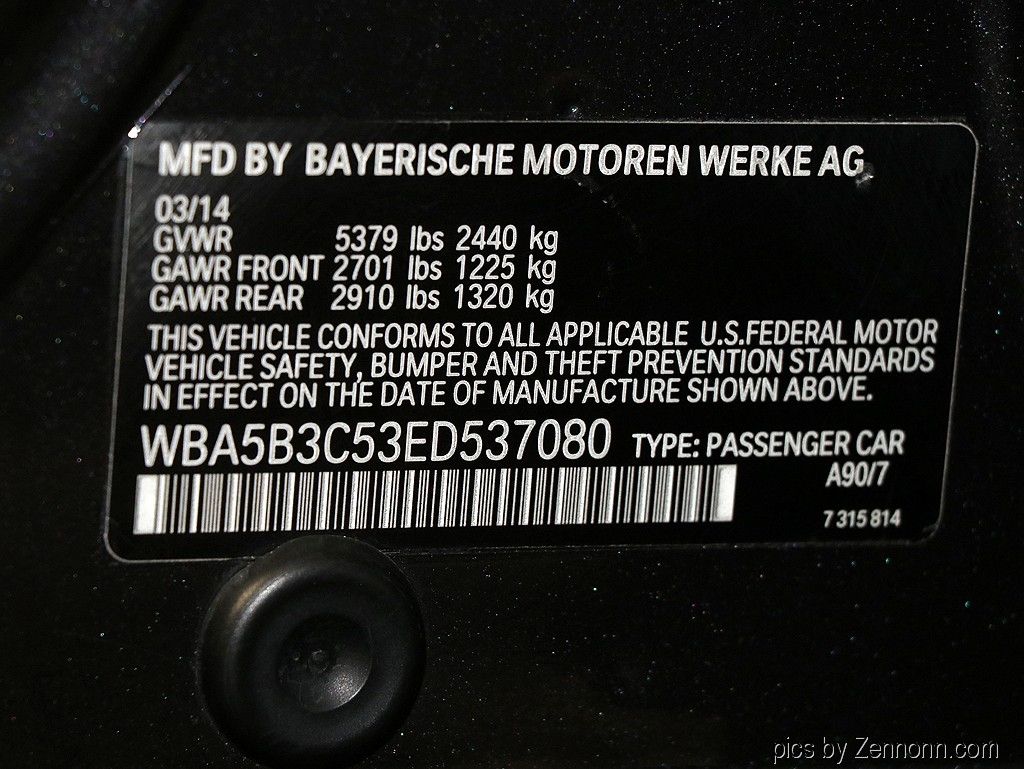 MFD BY BAYERISCHE MOTOREN WERKE AG
03/14
GVWR 5379 lbs 2440 kg
GAWR FRONT 2701 lbs 1225 kg
GAWR REAR 2910 lbs 1320 kg
THIS VEHICLE CONFORMS TO ALL APPLICABLE U.S.FEDERAL MOTOR
VEHICLE SAFETY, BUMPER AND THEFT PREVENTION STANDARDS
IN EFFECT ON THE DATE OF MANUFACTURE SHOWN ABOVE.
WBA5B3C53ED537080 TYPE: PASSENGER CAR
A90/7
7 315 814
pics by Zennonn.com